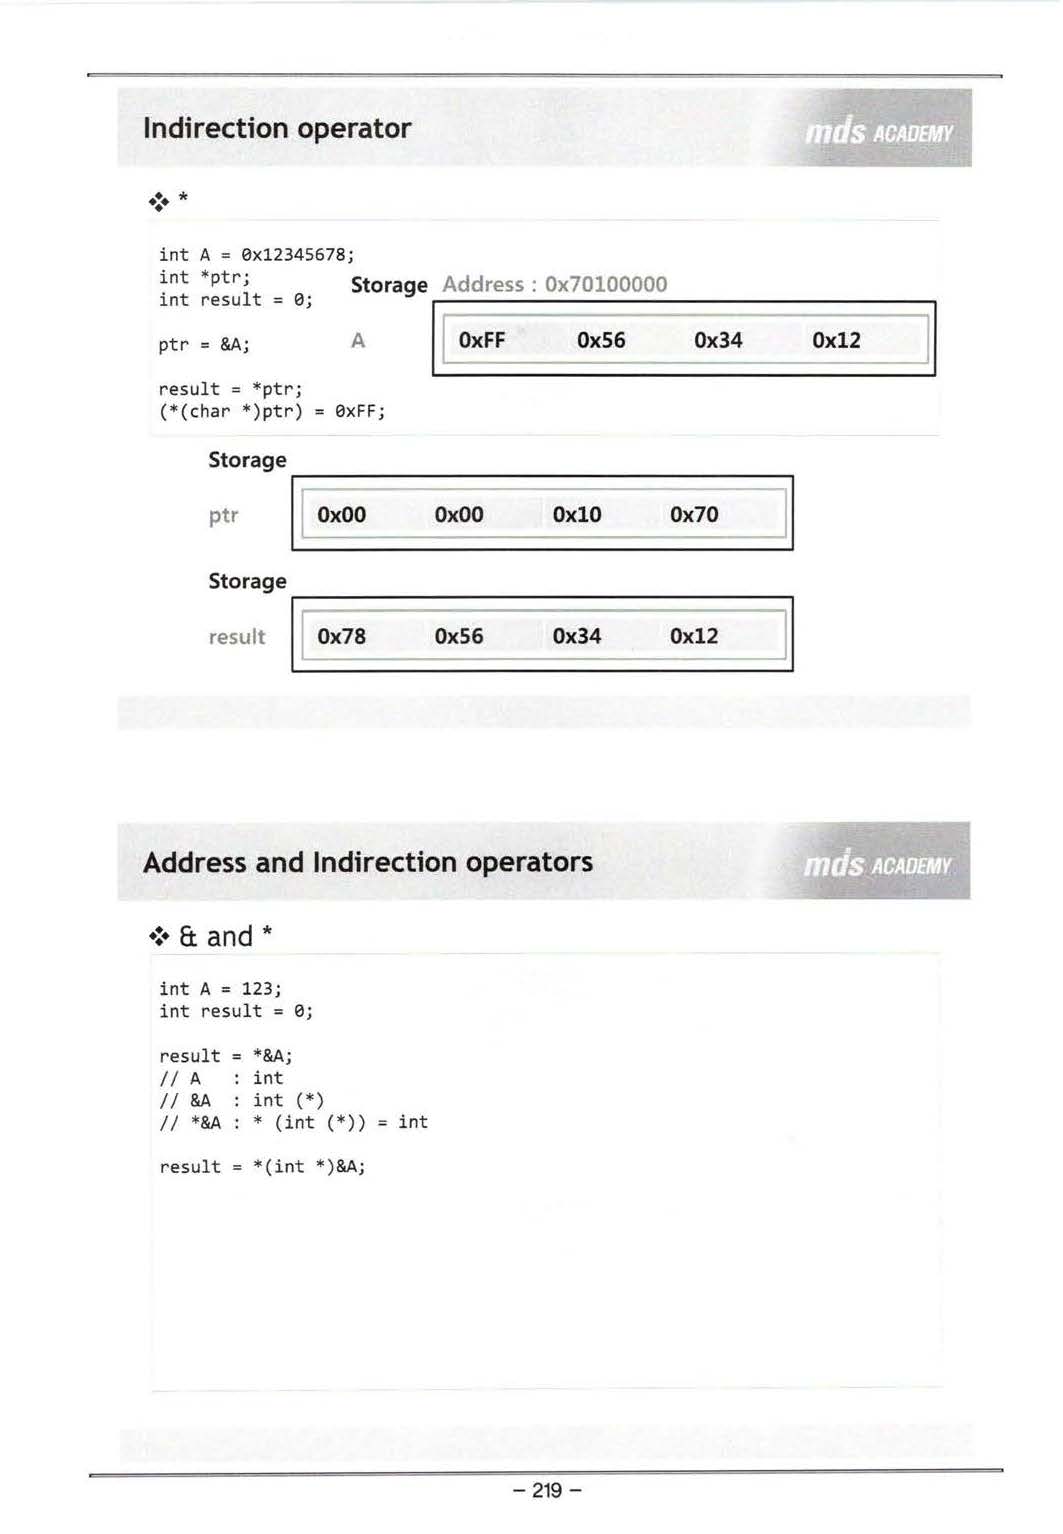 Indirection operator
mds ACADEMY
❖ *
int A = 0x12345678;
int *ptr;
int result = 0;
ptr = &A;
result = *ptr;
(*(char *)ptr) = 0xFF;
Storage Address : 0x70100000
A 0xFF 0x56 0x34 0x12
Storage
ptr 0x00 0x00 0x10 0x70
Storage
result 0x78 0x56 0x34 0x12
Address and Indirection operators
mds ACADEMY
❖ & and *
int A = 123;
int result = 0;
result = *&A;
// A : int
// &A : int (*)
// *&A : * (int (*)) = int
result = *(int *)&A;
- 219 -